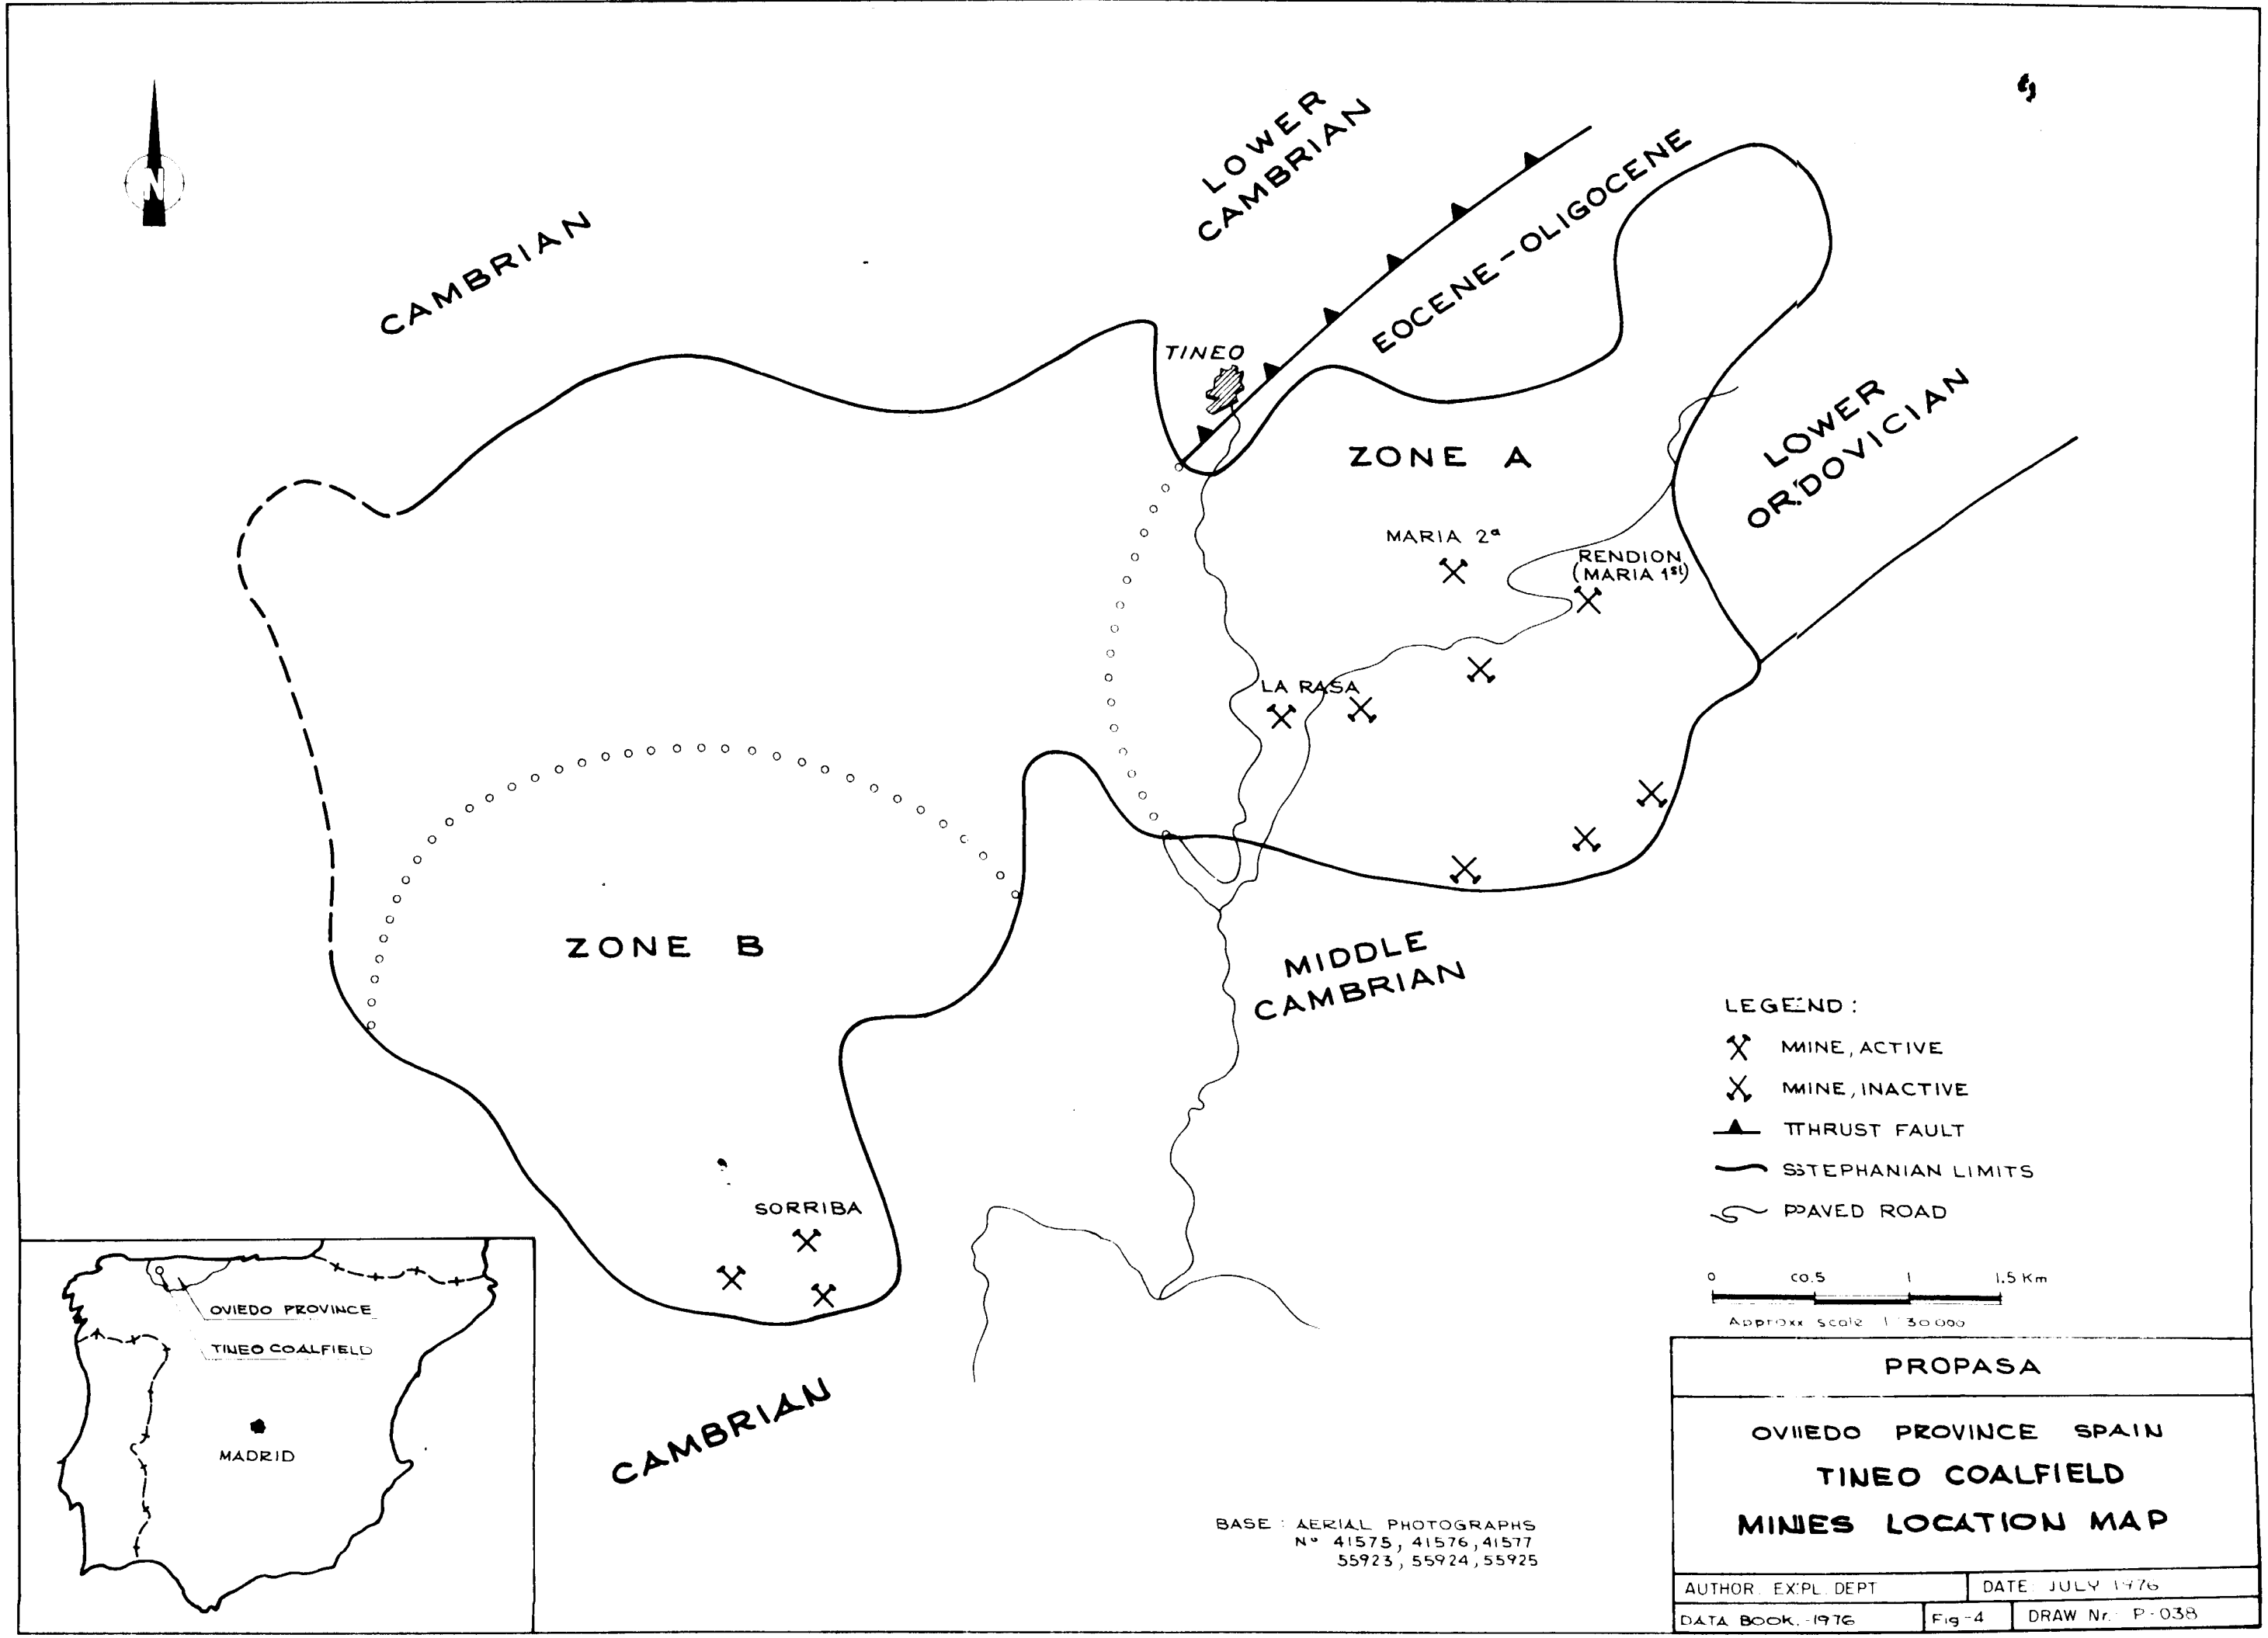 N
CAMBRIAN
LOWER
CAMBRIAN
EOCENE-OLIGOCENE
TINEO
ZONE A
LOWER
ORDOVICIAN
MARIA 2ª
RENDION
(MARIA 1st)
LA RASA
ZONE B
MIDDLE
CAMBRIAN
SORRIBA
CAMBRIAN
LEGEND:
MINE, ACTIVE
MINE, INACTIVE
THRUST FAULT
STEPHANIAN LIMITS
PAVED ROAD
0 0.5 1 1.5 Km
Approx scale 1:30000
OVIEDO PROVINCE
TINEO COALFIELD
MADRID
BASE: AERIAL PHOTOGRAPHS
Nº 41575, 41576, 41577
55923, 55924, 55925
PROPASA
OVIEDO PROVINCE SPAIN
TINEO COALFIELD
MINES LOCATION MAP
AUTHOR. EXPL. DEPT
DATE: JULY 1976
DATA BOOK.-1976
Fig-4
DRAW Nr. P-038